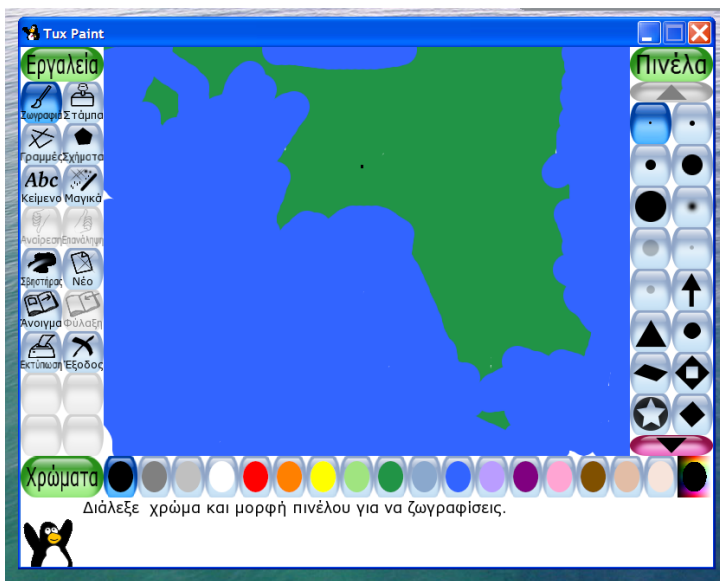 Tux Paint
Εργαλεία
Πινέλα
Ζωγραφιά Στάμπα
Γραμμές Σχήματα
Abc
Κείμενο Μαγικά
Αναίρεση Επανάληψη
Σβηστήρας Νέο
Άνοιγμα Φύλαξη
Εκτύπωση Έξοδος
Χρώματα
Διάλεξε χρώμα και μορφή πινέλου για να ζωγραφίσεις.